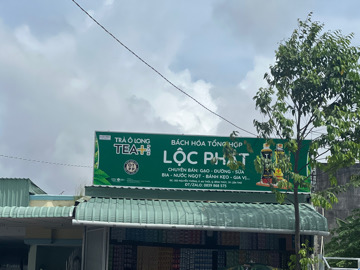 TRÀ Ô LONG
TEA+
BÁCH HÓA TỔNG HỢP
LỘC PHÁT
CHUYÊN BÁN: GẠO - ĐƯỜNG - SỮA
BIA - NƯỚC NGỌT - BÁNH KẸO - GIA VỊ...